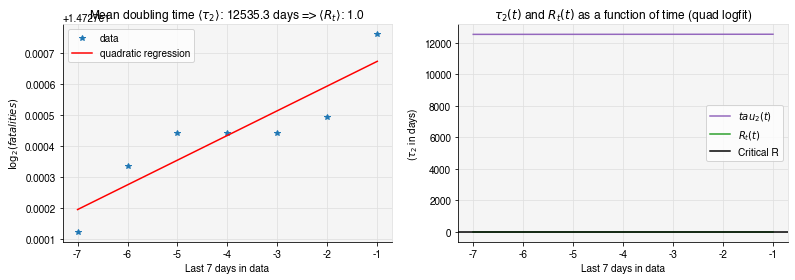 Mean doubling time ⟨τ₂⟩: 12535.3 days => ⟨Rₜ⟩: 1.0
0.0007
0.0006
0.0005
0.0004
0.0003
0.0002
0.0001
log₂(fatalities)
data
quadratic regression
-7 -6 -5 -4 -3 -2 -1
Last 7 days in data
τ₂(t) and Rₜ(t) as a function of time (quad logfit)
12000
10000
8000
6000
4000
2000
0
(τ₂ in days)
tau₂(t)
Rₜ(t)
Critical R
-7 -6 -5 -4 -3 -2 -1
Last 7 days in data